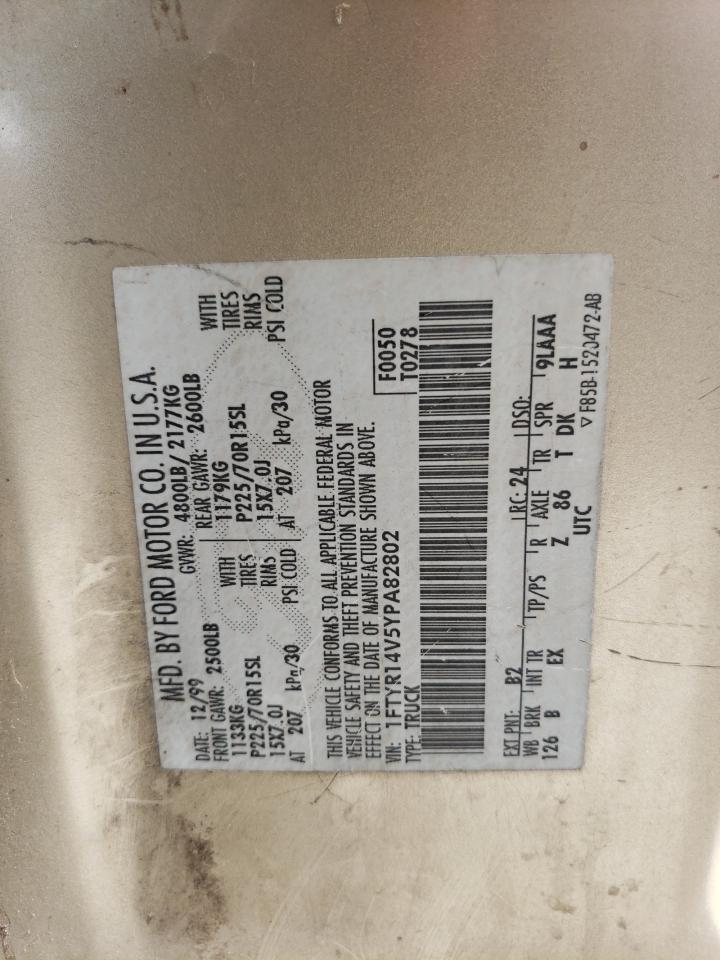 MFD. BY FORD MOTOR CO. IN U.S.A.
DATE: 12/99 GVWR: 4800LB/ 2177KG
FRONT GAWR: 2500LB REAR GAWR: 2600LB
1133KG WITH 1179KG WITH
P225/70R15SL TIRES P225/70R15SL TIRES
15X7.0J RIMS 15X7.0J RIMS
AT 207 kPa/30 PSI COLD AT 207 kPa/30 PSI COLD
THIS VEHICLE CONFORMS TO ALL APPLICABLE FEDERAL MOTOR
VEHICLE SAFETY AND THEFT PREVENTION STANDARDS IN
EFFECT ON THE DATE OF MANUFACTURE SHOWN ABOVE.
VIN: 1FTYR14V5YPA82802 F0050
TYPE: TRUCK T0278
EXT PNT: B2 RC: 24 DSO:
WB BRK INT TR TP/PS R AXLE TR SPR 9LAAA
126 B EX Z 86 T DK H
UTC ▽ F85B-1520472-AB